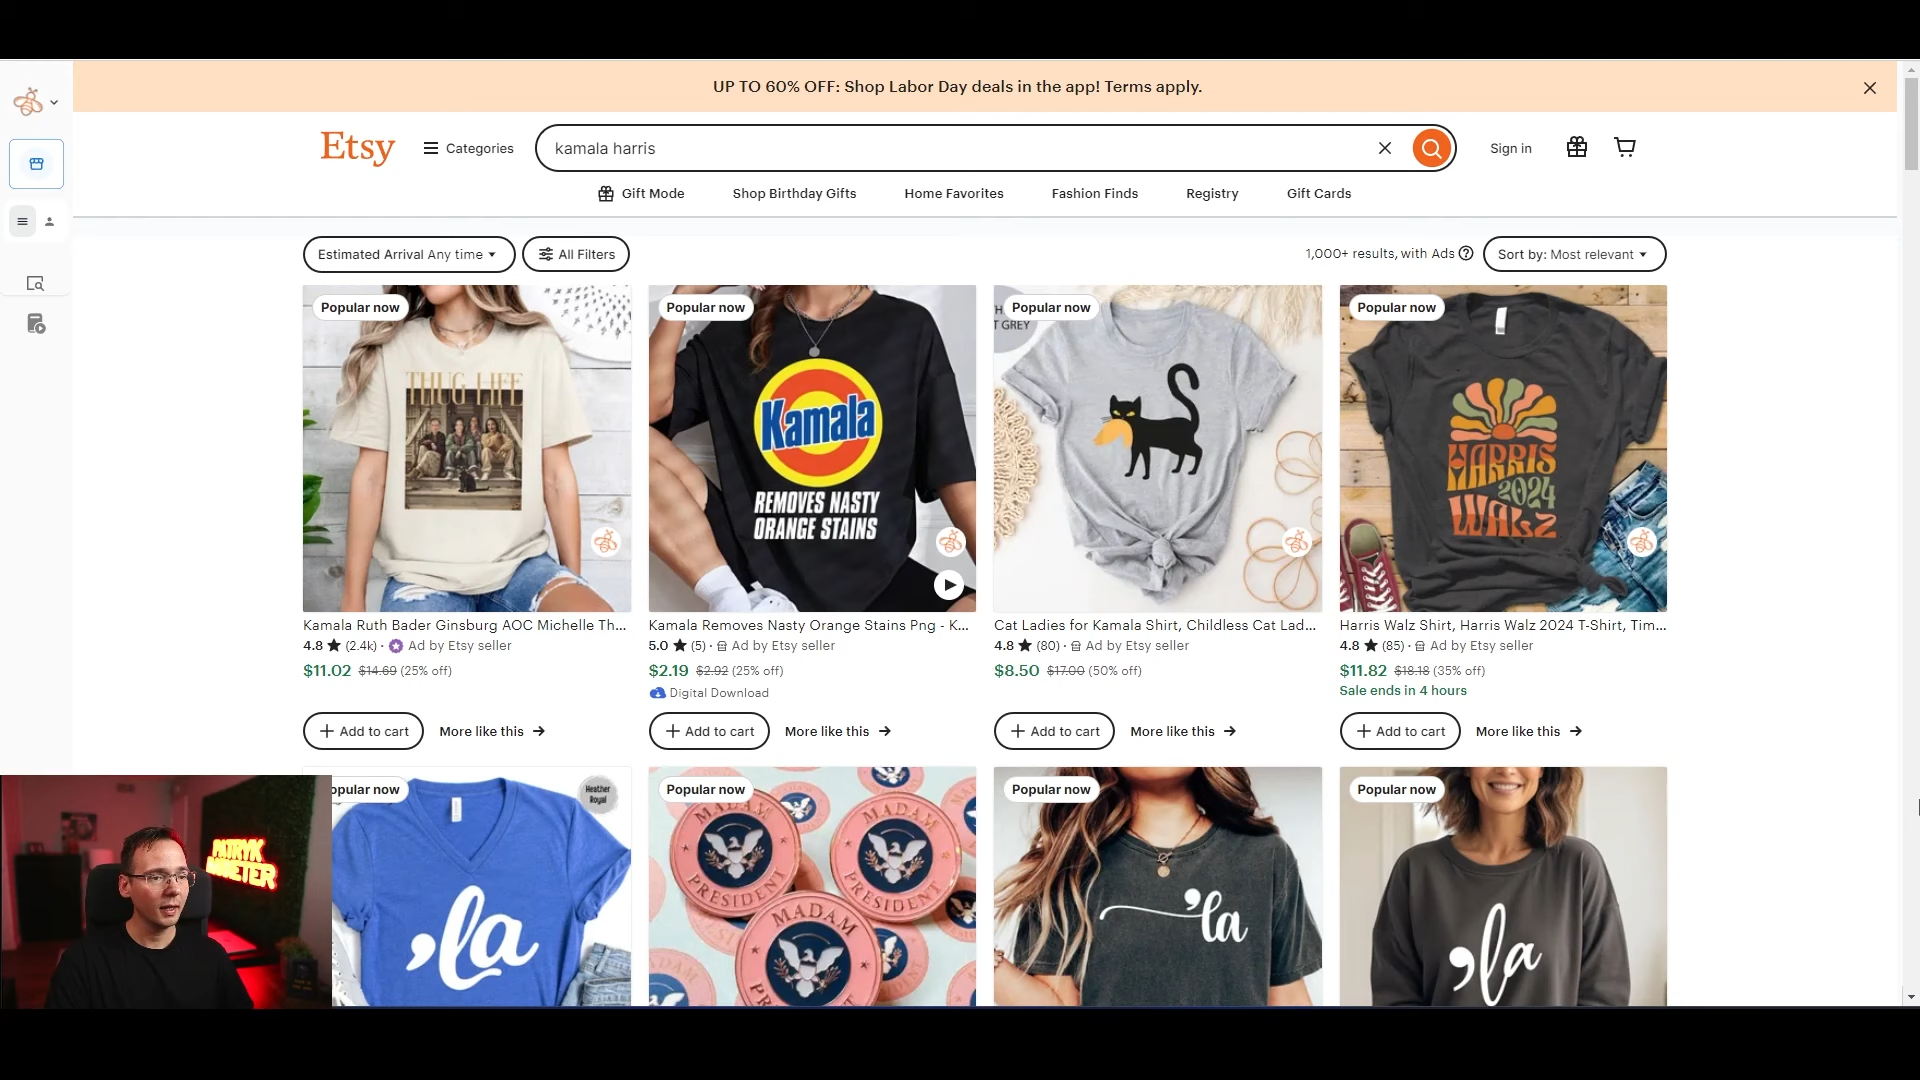 UP TO 60% OFF: Shop Labor Day deals in the app! Terms apply.
Etsy
Categories
kamala harris
Sign in
Gift Mode
Shop Birthday Gifts
Home Favorites
Fashion Finds
Registry
Gift Cards
Estimated Arrival Any time
All Filters
1,000+ results, with Ads
Sort by: Most relevant
Popular now
THUG LIFE
Popular now
Kamala
REMOVES NASTY
ORANGE STAINS
Popular now
T GREY
Popular now
HARRIS
2024
WALZ
Kamala Ruth Bader Ginsburg AOC Michelle Th...
4.8 ★ (2.4k) · Ad by Etsy seller
$11.02 $14.69 (25% off)
Add to cart
More like this
Kamala Removes Nasty Orange Stains Png - K...
5.0 ★ (5) · Ad by Etsy seller
$2.19 $2.92 (25% off)
Digital Download
Add to cart
More like this
Cat Ladies for Kamala Shirt, Childless Cat Lad...
4.8 ★ (80) · Ad by Etsy seller
$8.50 $17.00 (50% off)
Add to cart
More like this
Harris Walz Shirt, Harris Walz 2024 T-Shirt, Tim...
4.8 ★ (85) · Ad by Etsy seller
$11.82 $18.18 (35% off)
Sale ends in 4 hours
Add to cart
More like this
opular now
Heather
Royal
,la
Popular now
MADAM
PRESIDENT
MADAM
PRESIDENT
MADAM
Popular now
,la
Popular now
,la